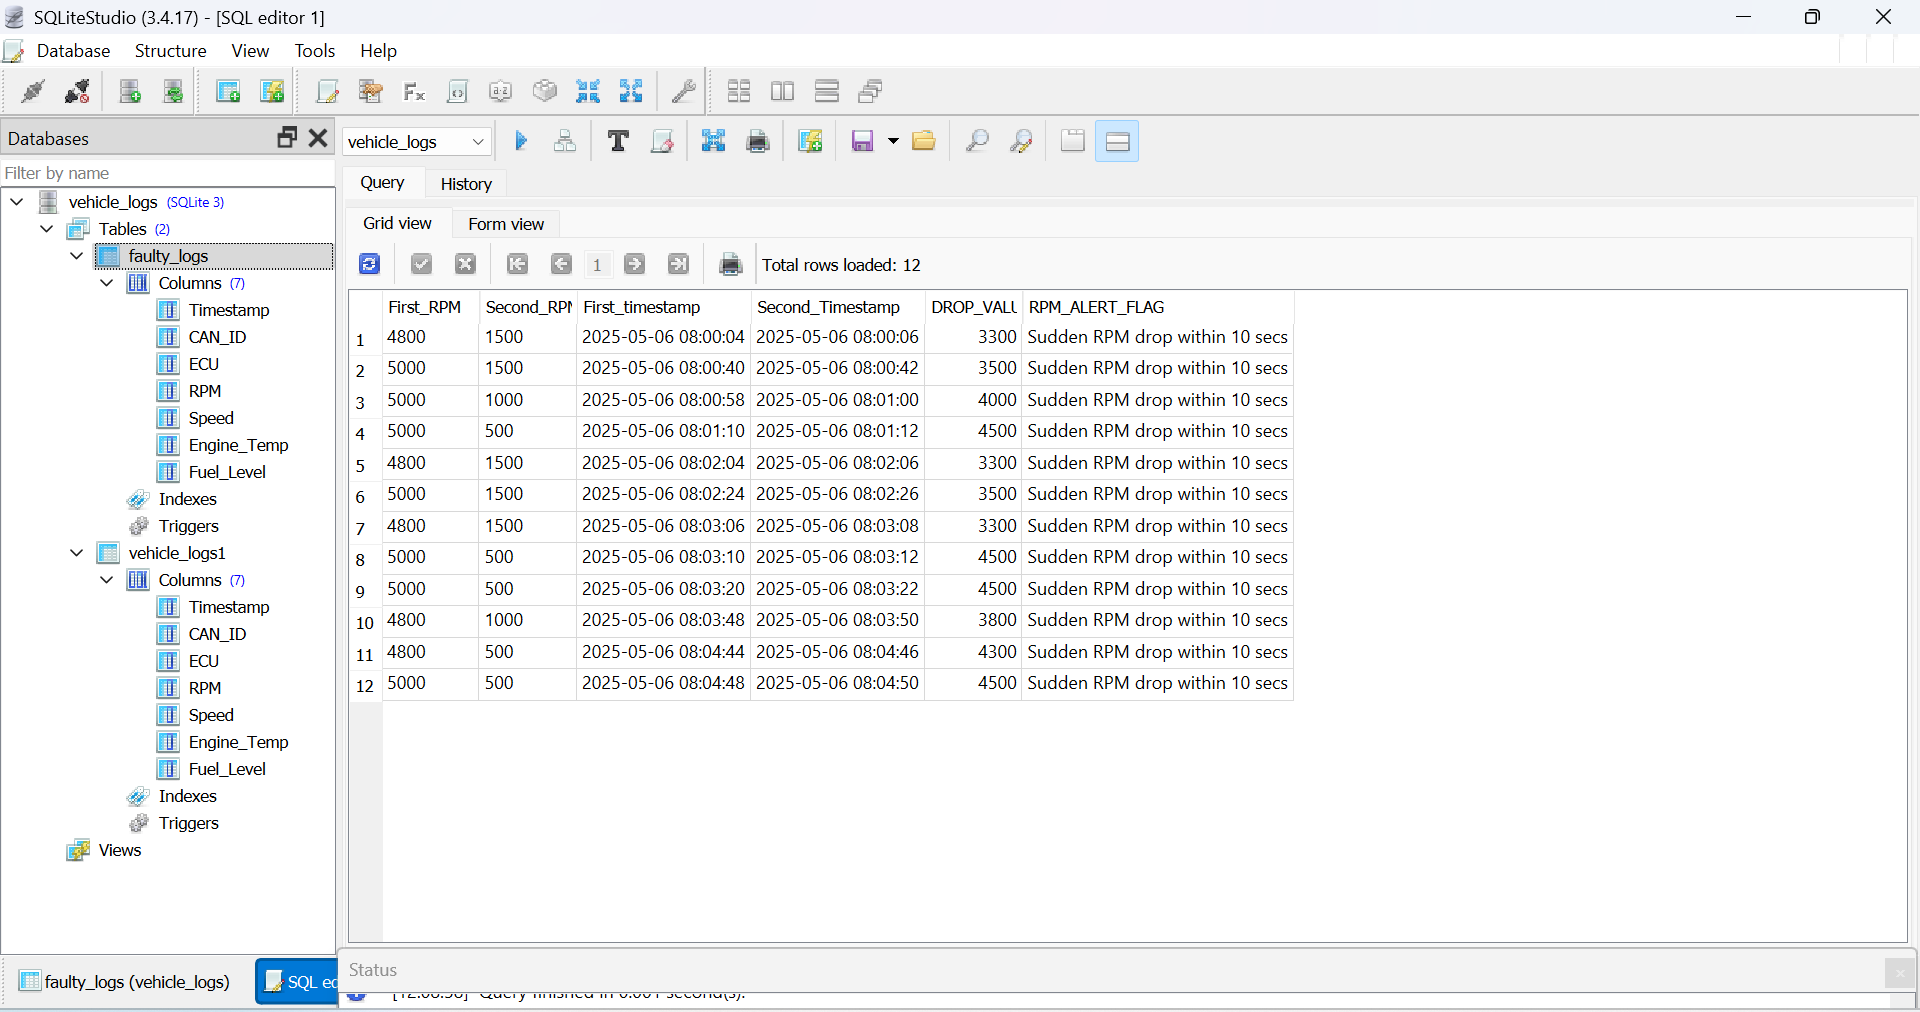 SQLiteStudio (3.4.17) - [SQL editor 1]
Database Structure View Tools Help
Databases
vehicle_logs
Filter by name
Query History
vehicle_logs (SQLite 3)
Tables (2)
faulty_logs
Columns (7)
Timestamp
CAN_ID
ECU
RPM
Speed
Engine_Temp
Fuel_Level
Indexes
Triggers
vehicle_logs1
Columns (7)
Timestamp
CAN_ID
ECU
RPM
Speed
Engine_Temp
Fuel_Level
Indexes
Triggers
Views
Grid view Form view
1 Total rows loaded: 12
First_RPM Second_RPM First_timestamp Second_Timestamp DROP_VALU RPM_ALERT_FLAG
1 4800 1500 2025-05-06 08:00:04 2025-05-06 08:00:06 3300 Sudden RPM drop within 10 secs
2 5000 1500 2025-05-06 08:00:40 2025-05-06 08:00:42 3500 Sudden RPM drop within 10 secs
3 5000 1000 2025-05-06 08:00:58 2025-05-06 08:01:00 4000 Sudden RPM drop within 10 secs
4 5000 500 2025-05-06 08:01:10 2025-05-06 08:01:12 4500 Sudden RPM drop within 10 secs
5 4800 1500 2025-05-06 08:02:04 2025-05-06 08:02:06 3300 Sudden RPM drop within 10 secs
6 5000 1500 2025-05-06 08:02:24 2025-05-06 08:02:26 3500 Sudden RPM drop within 10 secs
7 4800 1500 2025-05-06 08:03:06 2025-05-06 08:03:08 3300 Sudden RPM drop within 10 secs
8 5000 500 2025-05-06 08:03:10 2025-05-06 08:03:12 4500 Sudden RPM drop within 10 secs
9 5000 500 2025-05-06 08:03:20 2025-05-06 08:03:22 4500 Sudden RPM drop within 10 secs
10 4800 1000 2025-05-06 08:03:48 2025-05-06 08:03:50 3800 Sudden RPM drop within 10 secs
11 4800 500 2025-05-06 08:04:44 2025-05-06 08:04:46 4300 Sudden RPM drop within 10 secs
12 5000 500 2025-05-06 08:04:48 2025-05-06 08:04:50 4500 Sudden RPM drop within 10 secs
Status
faulty_logs (vehicle_logs) SQL ed
Query finished in second(s).